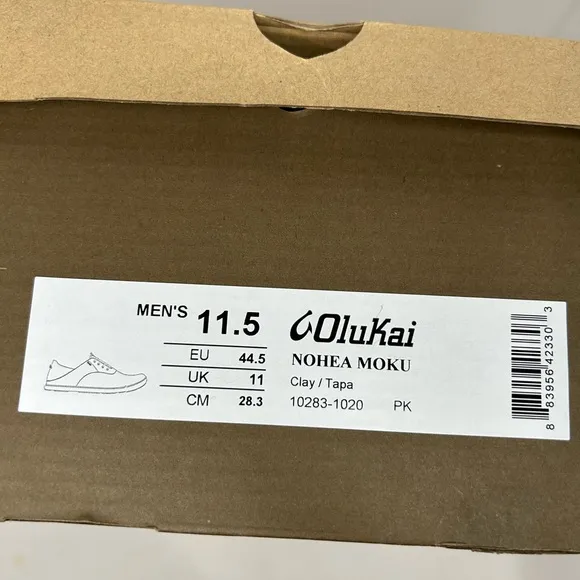 MEN'S 11.5
EU 44.5
UK 11
CM 28.3
OluKai
NOHEA MOKU
Clay / Tapa
10283-1020 PK
8 83956 42330 3